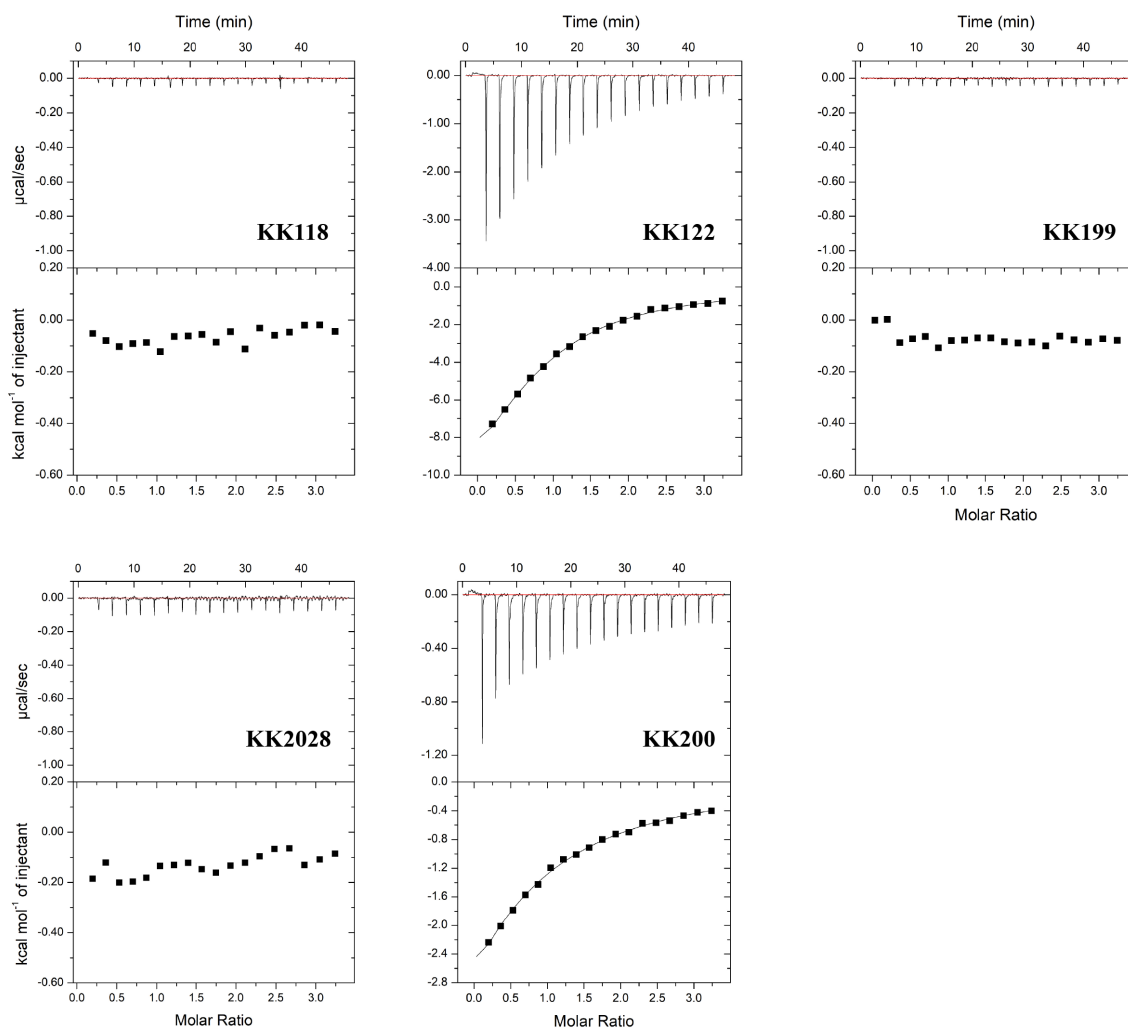 Time (min) Time (min) Time (min)
0 10 20 30 40 0 10 20 30 40 0 10 20 30 40
0.00 0.00 0.00
-0.20 -1.00 -0.20
-0.40 -2.00 -0.40
-0.60 -3.00 -0.60
-0.80 -4.00 -0.80
-1.00 -1.00
µcal/sec
KK118 KK122 KK199
0.20 0.0 0.20
0.00 -2.0 0.00
-0.20 -4.0 -0.20
-0.40 -6.0 -0.40
-0.60 -8.0 -0.60
-10.0
kcal mol⁻¹ of injectant
0.0 0.5 1.0 1.5 2.0 2.5 3.0 0.0 0.5 1.0 1.5 2.0 2.5 3.0 0.0 0.5 1.0 1.5 2.0 2.5 3.0
Molar Ratio
0 10 20 30 40 0 10 20 30 40
0.00 0.00
-0.20 -0.40
-0.40 -0.80
-0.60 -1.20
-0.80
-1.00
µcal/sec
KK2028 KK200
0.20 0.0
0.00 -0.4
-0.20 -0.8
-0.40 -1.2
-0.60 -1.6
-2.0
-2.4
-2.8
kcal mol⁻¹ of injectant
0.0 0.5 1.0 1.5 2.0 2.5 3.0 0.0 0.5 1.0 1.5 2.0 2.5 3.0
Molar Ratio Molar Ratio